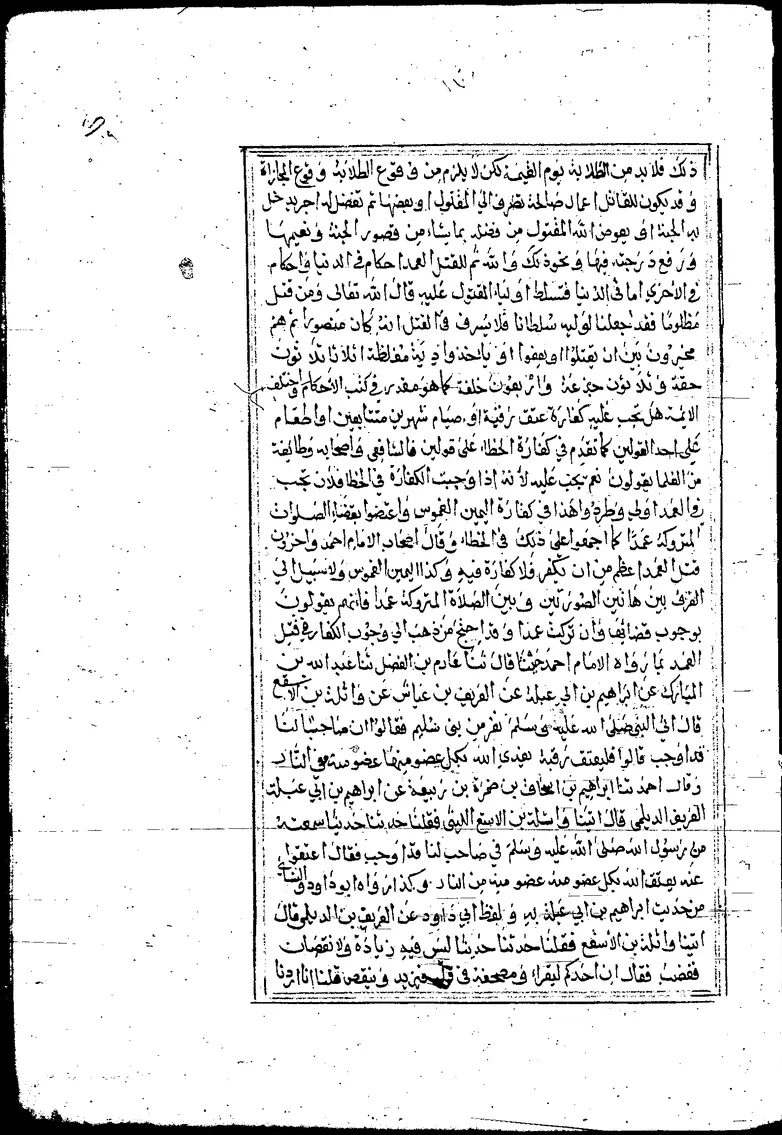 ذلك فلا بد من الطلابة يوم القيمة لكن لا يلزم من وقوع الطلابة وقوع المجازاة
وقد يكون للقاتل اعمال صالحة تصرف الى المقتول او بعضها ثم تفضل له اجر يدخل
به الجنة او يعوض الله المقتول من فضله بما يشاء من قصور الجنة ونعيمها
ورفع درجته فيها ونحو ذلك والله ثم للقتل العمد احكام في الدنيا واحكام
في الاخرى اما في الدنيا فتسلط اولياء المقتول عليه قال الله تعالى ومن قتل
مظلوما فقد جعلنا لوليه سلطانا فلا يسرف في القتل انه كان منصورا ثم هم
مخيرون بين ان يقتلوا او يعفوا او ياخذوا دية مغلظة اثلاثا ثلاثون
حقة وثلاثون جذعة واربعون خلفة كما هو مقدر في كتب الاحكام واختلف
الايمة هل يجب عليه كفارة عتق رقبة او صيام شهرين متتابعين او اطعام
على احد القولين كما تقدم في كفارة الخطاء على قولين فالشافعي واصحابه وطائفة
من العلما يقولون نعم يجب عليه لانه اذا وجبت الكفارة في الخطا فلان تجب
في العمد اولى وطردوا هذا في كفارة اليمين الغموس واعتضوا بقضاء الصلوات
المتروكة عمدا كما اجمعوا على ذلك في الخطاء وقال اصحاب الامام احمد واخرون
قتل العمد اعظم من ان يكفر ولا كفارة فيه وكذا اليمين الغموس ولا سبيل الى
الفرق بين هاتين الصورتين وبين الصلاة المتروكة عمدا فانهم يقولون
بوجوب قضائها وان تركت عمدا وقد احتج من ذهب الى وجوب الكفارة في قتل
العمد بما رواه الامام احمد حيث قال ثنا عارم بن الفضل ثنا عبد الله بن
المبارك عن ابراهيم بن ابي عبلة عن الغريف بن عياش عن واثلة بن الاسقع
قال اتى النبي صلى الله عليه وسلم نفر من بني سليم فقالوا ان صاحبا لنا
قد اوجب قالوا فليعتق رقبة يفدي الله بكل عضو منها عضو منه من النار
وقال احمد ثنا ابراهيم بن اسحاق بن ضمرة بن ربيعة عن ابراهيم بن ابي عبلة
الغريف الديلمي قال اتينا واثلة بن الاسقع الليثي فقلنا حدثنا حديثا سمعته
من رسول الله صلى الله عليه وسلم في صاحب لنا قد اوجب فقال اعتقوا
عنه يعتق الله بكل عضو منه عضو منه من النار وكذا رواه ابو داود والنسائي
من حديث ابراهيم بن ابي عبلة به ولفظ ابي داود عن الغريف بن الديلمي قال
اتينا واثلة بن الاسقع فقلنا حدثنا حديثا ليس فيه زيادة ولا نقصان
فغضب فقال ان احدكم ليقرا ومصحفه في فيزيد وينقص قلنا انا اردنا